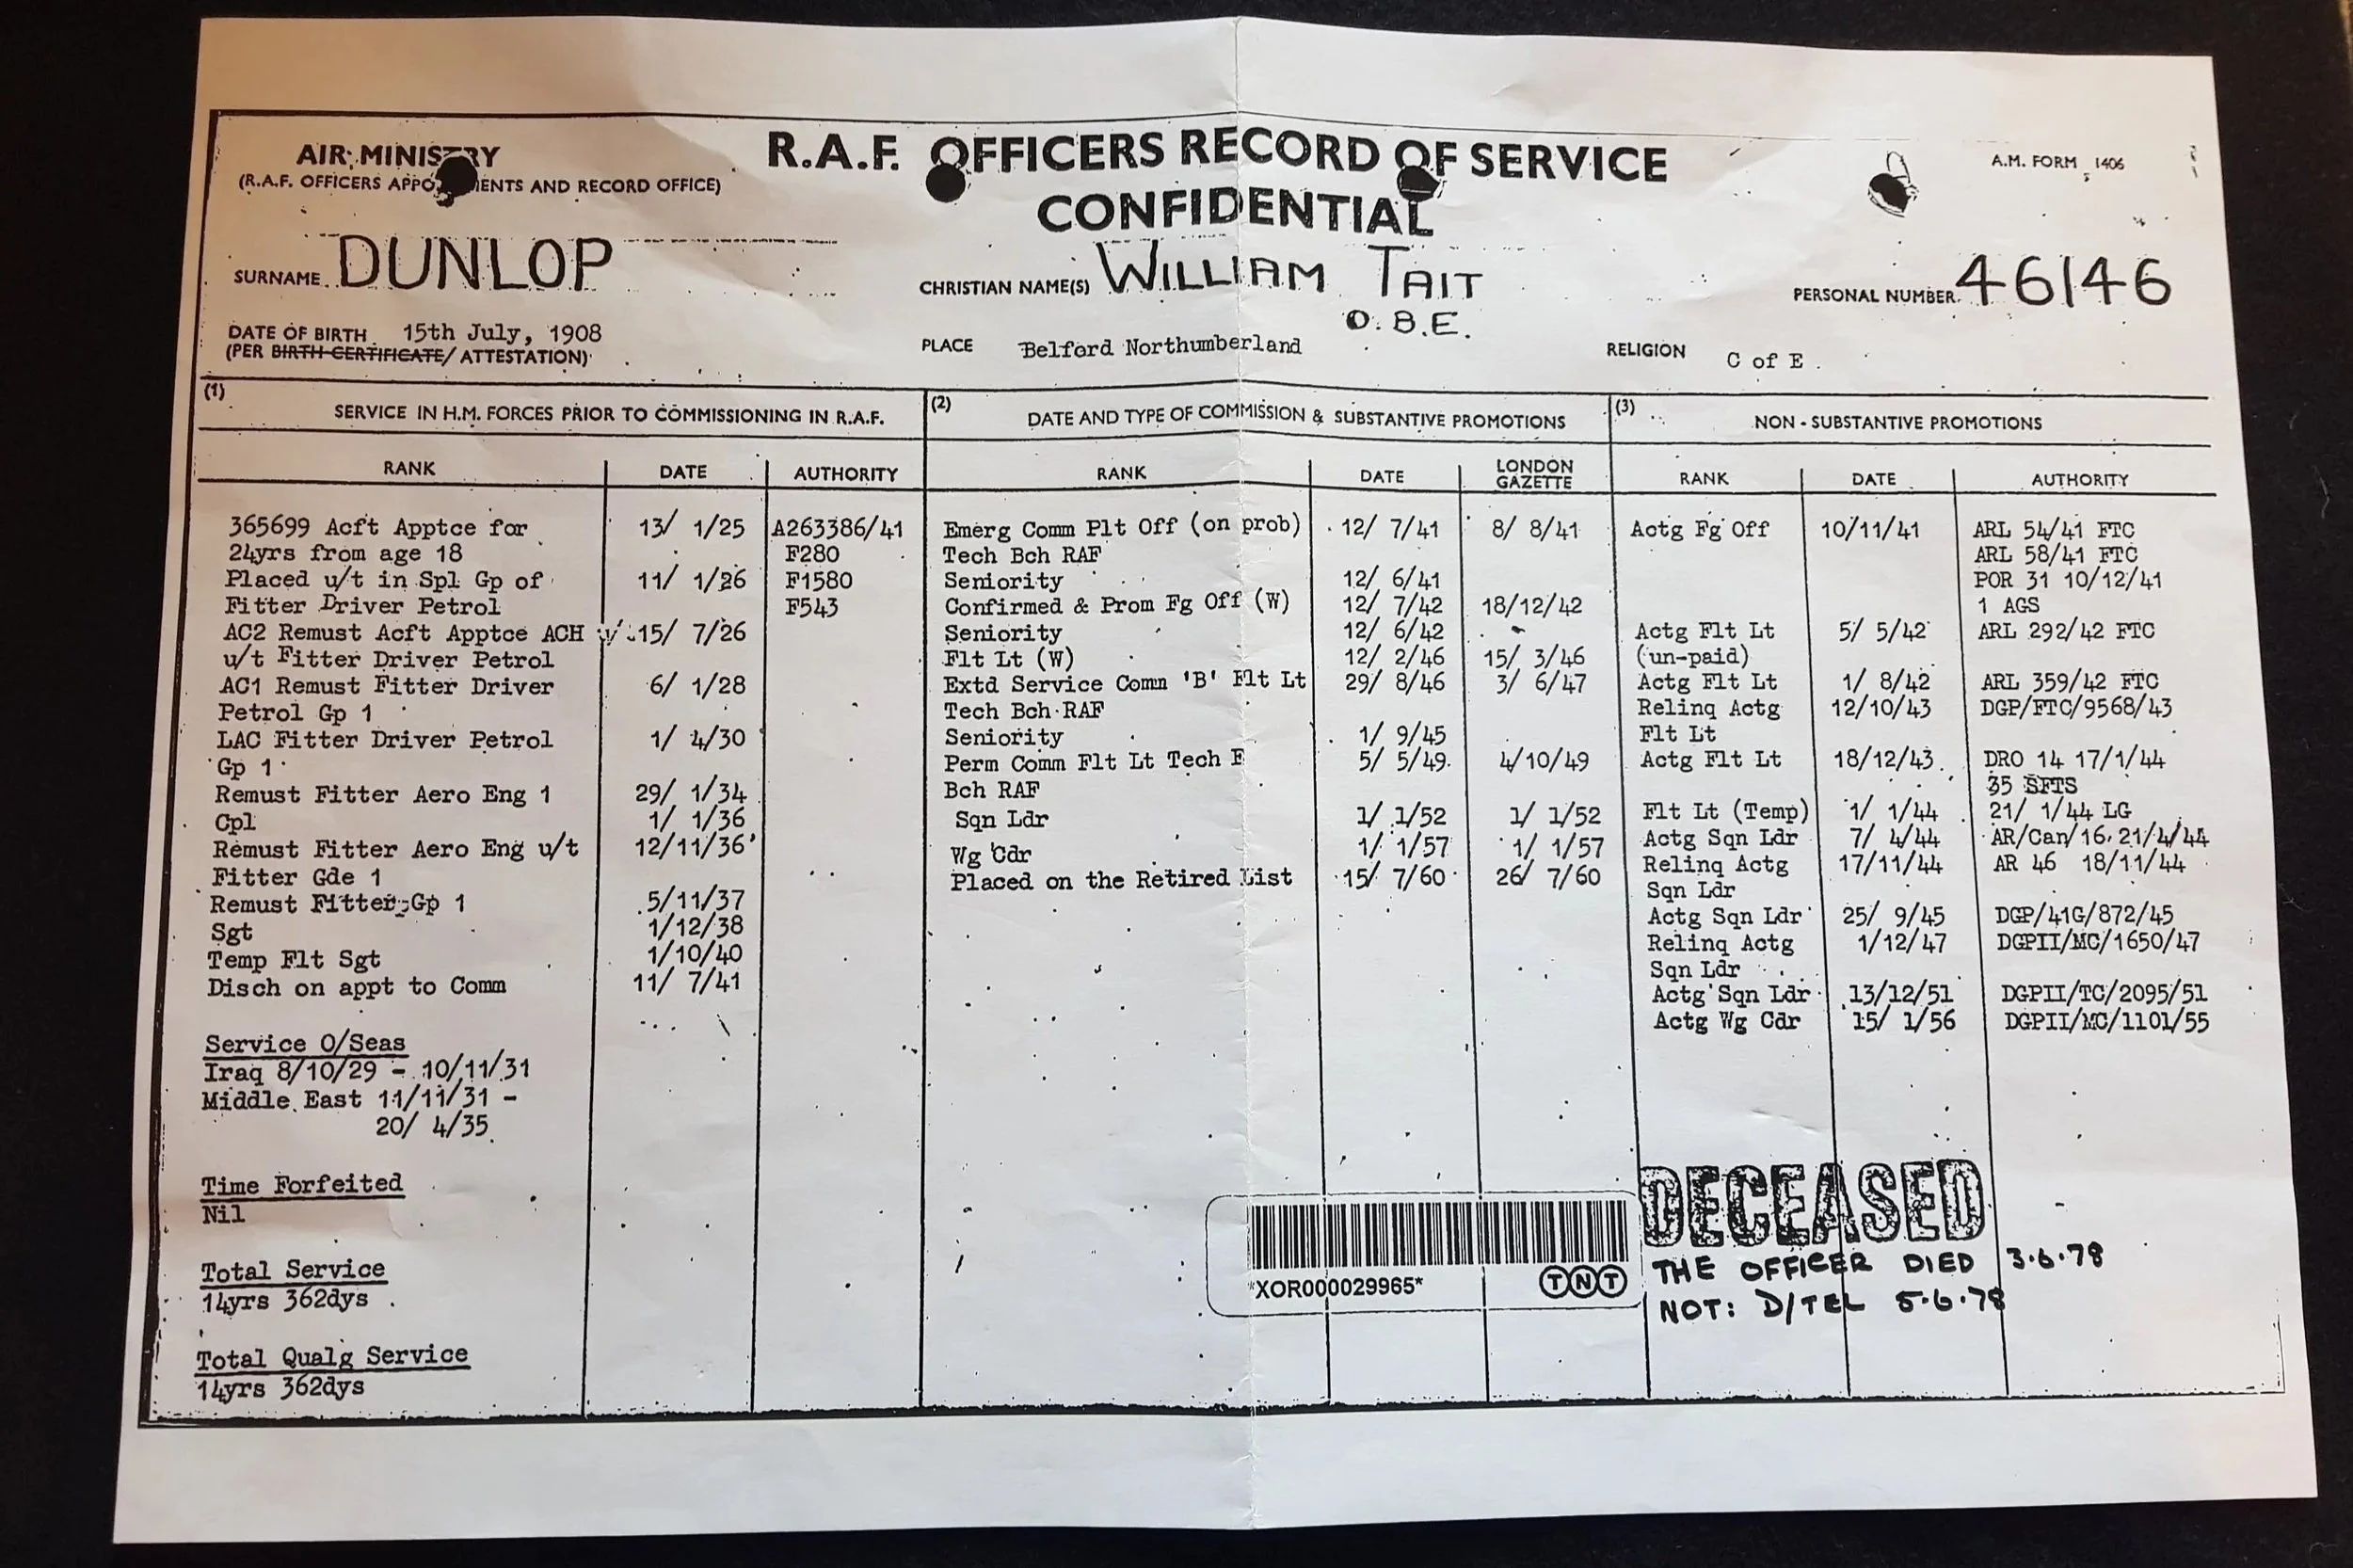 AIR MINISTRY
(R.A.F. OFFICERS APPO   MENTS AND RECORD OFFICE)
R.A.F. OFFICERS RECORD OF SERVICE
CONFIDENTIAL
A.M. FORM 1406
SURNAME DUNLOP
CHRISTIAN NAME(S) WILLIAM TAIT
O.B.E.
PERSONAL NUMBER 46146
DATE OF BIRTH 15th July, 1908
(PER BIRTH CERTIFICATE/ ATTESTATION)
PLACE Belford Northumberland
RELIGION C of E.
(1) SERVICE IN H.M. FORCES PRIOR TO COMMISSIONING IN R.A.F.
RANK DATE AUTHORITY
365699 Acft Apptce for 13/ 1/25 A263386/41
24yrs from age 18 F280
Placed u/t in Spl Gp of 11/ 1/26 F1580
Fitter Driver Petrol F543
AC2 Remust Acft Apptce ACH 15/ 7/26
u/t Fitter Driver Petrol
AC1 Remust Fitter Driver 6/ 1/28
Petrol Gp 1
LAC Fitter Driver Petrol 1/ 4/30
Gp 1
Remust Fitter Aero Eng 1 29/ 1/34
Cpl 1/ 1/36
Remust Fitter Aero Eng u/t 12/11/36
Fitter Gde 1
Remust Fitter Gp 1 5/11/37
Sgt 1/12/38
Temp Flt Sgt 1/10/40
Disch on appt to Comm 11/ 7/41
Service O/Seas
Iraq 8/10/29 - 10/11/31
Middle East 11/11/31 -
20/ 4/35
Time Forfeited
Nil
Total Service
14yrs 362dys
Total Qualg Service
14yrs 362dys
(2) DATE AND TYPE OF COMMISSION & SUBSTANTIVE PROMOTIONS
RANK DATE LONDON GAZETTE
Emerg Comm Plt Off (on prob) 12/ 7/41 8/ 8/41
Tech Bch RAF
Seniority 12/ 6/41
Confirmed & Prom Fg Off (W) 12/ 7/42 18/12/42
Seniority 12/ 6/42
Flt Lt (W) 12/ 2/46 15/ 3/46
Extd Service Comn 'B' Flt Lt 29/ 8/46 3/ 6/47
Tech Bch RAF
Seniority 1/ 9/45
Perm Comm Flt Lt Tech E 5/ 5/49 4/10/49
Bch RAF
Sqn Ldr 1/ 1/52 1/ 1/52
Wg Cdr 1/ 1/57 1/ 1/57
Placed on the Retired List 15/ 7/60 26/ 7/60
(3) NON - SUBSTANTIVE PROMOTIONS
RANK DATE AUTHORITY
Actg Fg Off 10/11/41 ARL 54/41 FTC
ARL 58/41 FTC
POR 31 10/12/41
1 AGS
Actg Flt Lt 5/ 5/42 ARL 292/42 FTC
(un-paid)
Actg Flt Lt 1/ 8/42 ARL 359/42 FTC
Relinq Actg 12/10/43 DGP/FTC/9568/43
Flt Lt
Actg Flt Lt 18/12/43 DRO 14 17/1/44
35 SFTS
Flt Lt (Temp) 1/ 1/44 21/ 1/44 LG
Actg Sqn Ldr 7/ 4/44 AR/Can/16 21/4/44
Relinq Actg 17/11/44 AR 46 18/11/44
Sqn Ldr
Actg Sqn Ldr 25/ 9/45 DGP/41G/872/45
Relinq Actg 1/12/47 DGPII/MC/1650/47
Sqn Ldr
Actg Sqn Ldr 13/12/51 DGPII/TC/2095/51
Actg Wg Cdr 15/ 1/56 DGPII/MC/1101/55
*XOR000029965*
TNT
DECEASED
THE OFFICER DIED 3.6.78
NOT: D/TEL 5.6.78